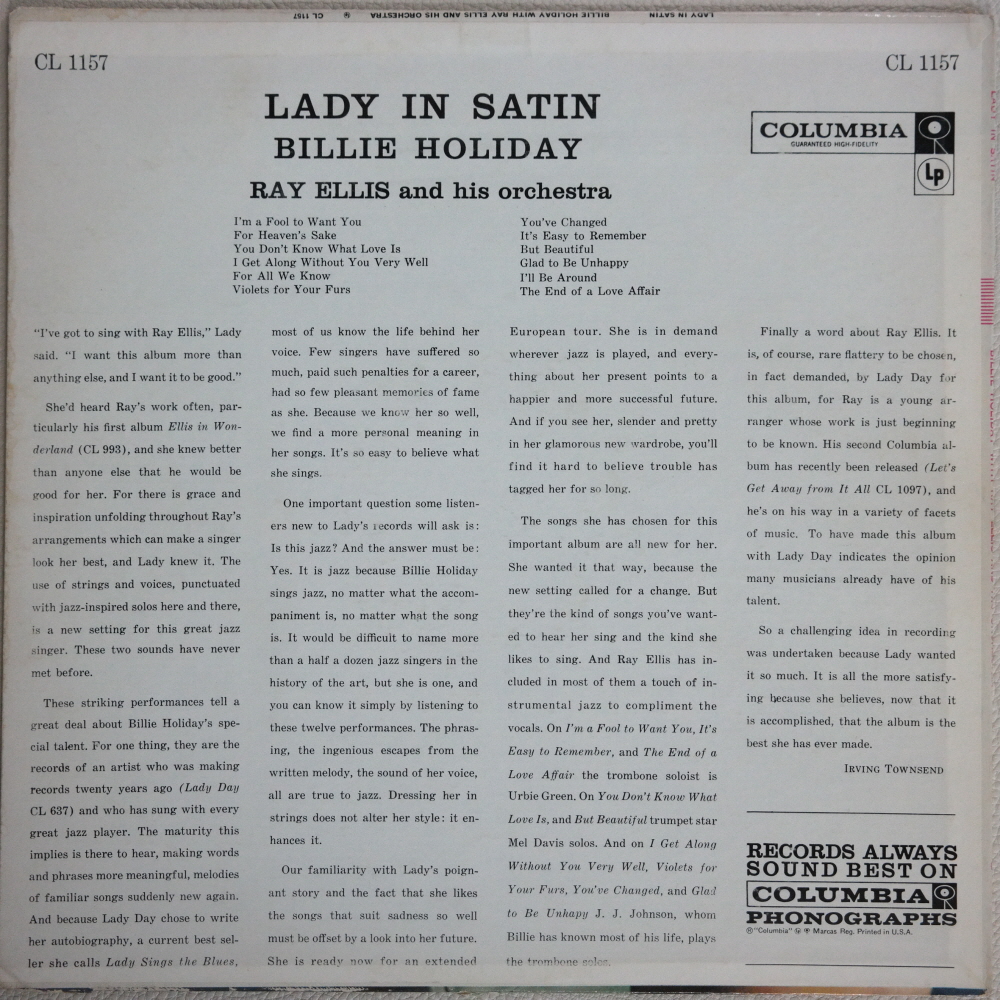 LADY IN SATIN BILLIE HOLIDAY WITH RAY ELLIS AND HIS ORCHESTRA CL 1157
CL 1157
CL 1157
LADY IN SATIN
BILLIE HOLIDAY
RAY ELLIS and his orchestra
COLUMBIA
GUARANTEED HIGH-FIDELITY
Lp
I'm a Fool to Want You
For Heaven's Sake
You Don't Know What Love Is
I Get Along Without You Very Well
For All We Know
Violets for Your Furs
You've Changed
It's Easy to Remember
But Beautiful
Glad to Be Unhappy
I'll Be Around
The End of a Love Affair
“I've got to sing with Ray Ellis,” Lady
said. “I want this album more than
anything else, and I want it to be good.”
She'd heard Ray's work often, par-
ticularly his first album Ellis in Won-
derland (CL 993), and she knew better
than anyone else that he would be
good for her. For there is grace and
inspiration unfolding throughout Ray's
arrangements which can make a singer
look her best, and Lady knew it. The
use of strings and voices, punctuated
with jazz-inspired solos here and there,
is a new setting for this great jazz
singer. These two sounds have never
met before.
These striking performances tell a
great deal about Billie Holiday's spe-
cial talent. For one thing, they are the
records of an artist who was making
records twenty years ago (Lady Day
CL 637) and who has sung with every
great jazz player. The maturity this
implies is there to hear, making words
and phrases more meaningful, melodies
of familiar songs suddenly new again.
And because Lady Day chose to write
her autobiography, a current best sel-
ler she calls Lady Sings the Blues,
most of us know the life behind her
voice. Few singers have suffered so
much, paid such penalties for a career,
had so few pleasant memories of fame
as she. Because we know her so well,
we find a more personal meaning in
her songs. It's so easy to believe what
she sings.
One important question some listen-
ers new to Lady's records will ask is:
Is this jazz? And the answer must be:
Yes. It is jazz because Billie Holiday
sings jazz, no matter what the accom-
paniment is, no matter what the song
is. It would be difficult to name more
than a half a dozen jazz singers in the
history of the art, but she is one, and
you can know it simply by listening to
these twelve performances. The phras-
ing, the ingenious escapes from the
written melody, the sound of her voice,
all are true to jazz. Dressing her in
strings does not alter her style: it en-
hances it.
Our familiarity with Lady's poign-
ant story and the fact that she likes
the songs that suit sadness so well
must be offset by a look into her future.
She is ready now for an extended
European tour. She is in demand
wherever jazz is played, and every-
thing about her present points to a
happier and more successful future.
And if you see her, slender and pretty
in her glamorous new wardrobe, you'll
find it hard to believe trouble has
tagged her for so long.
The songs she has chosen for this
important album are all new for her.
She wanted it that way, because the
new setting called for a change. But
they're the kind of songs you've want-
ed to hear her sing and the kind she
likes to sing. And Ray Ellis has in-
cluded in most of them a touch of in-
strumental jazz to compliment the
vocals. On I'm a Fool to Want You, It's
Easy to Remember, and The End of a
Love Affair the trombone soloist is
Urbie Green. On You Don't Know What
Love Is, and But Beautiful trumpet star
Mel Davis solos. And on I Get Along
Without You Very Well, Violets for
Your Furs, You've Changed, and Glad
to Be Unhapy J. J. Johnson, whom
Billie has known most of his life, plays
the trombone solos.
Finally a word about Ray Ellis. It
is, of course, rare flattery to be chosen,
in fact demanded, by Lady Day for
this album, for Ray is a young ar-
ranger whose work is just beginning
to be known. His second Columbia al-
bum has recently been released (Let's
Get Away from It All CL 1097), and
he's on his way in a variety of facets
of music. To have made this album
with Lady Day indicates the opinion
many musicians already have of his
talent.
So a challenging idea in recording
was undertaken because Lady wanted
it so much. It is all the more satisfy-
ing because she believes, now that it
is accomplished, that the album is the
best she has ever made.
IRVING TOWNSEND
RECORDS ALWAYS
SOUND BEST ON
COLUMBIA
PHONOGRAPHS
"Columbia" Marcas Reg. Printed in U.S.A.